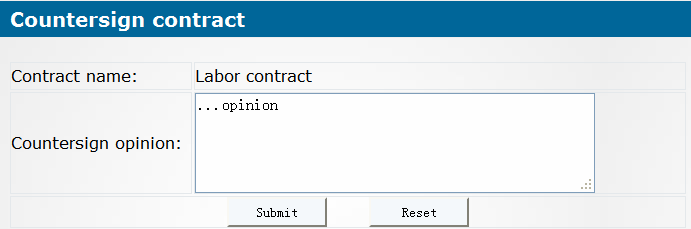 Countersign contract
Contract name: Labor contract
Countersign opinion: ...opinion
Submit Reset